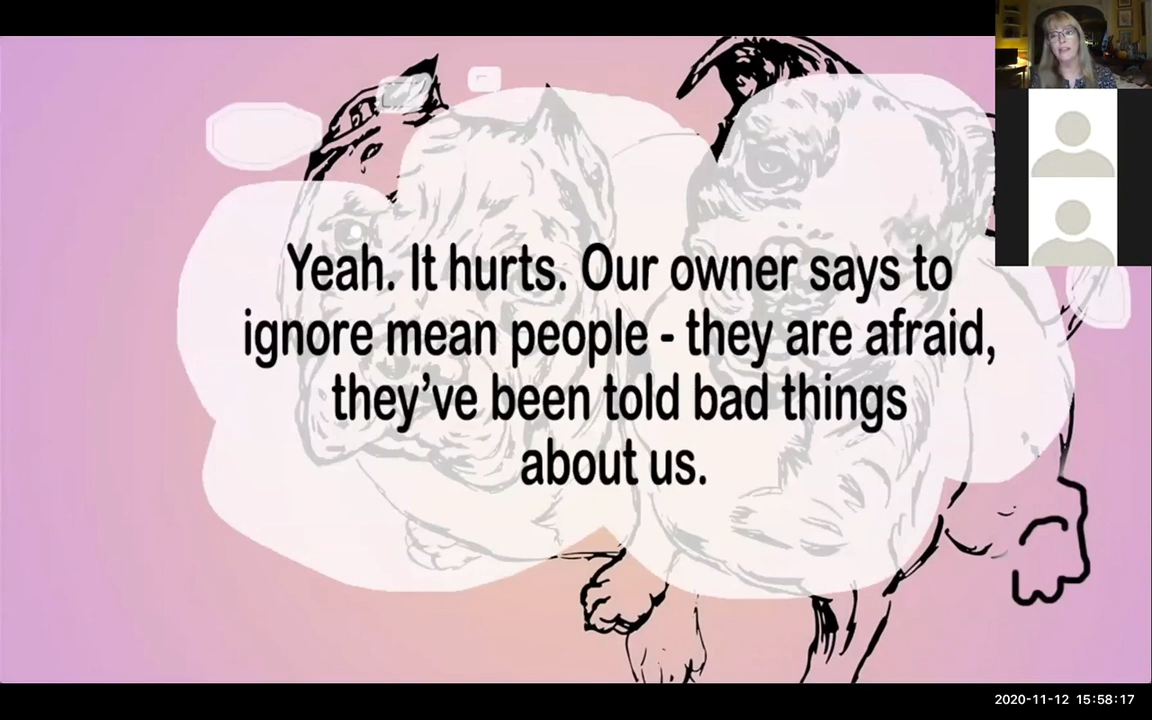 Yeah. It hurts. Our owner says to
ignore mean people - they are afraid,
they’ve been told bad things
about us.
2020-11-12 15:58:17